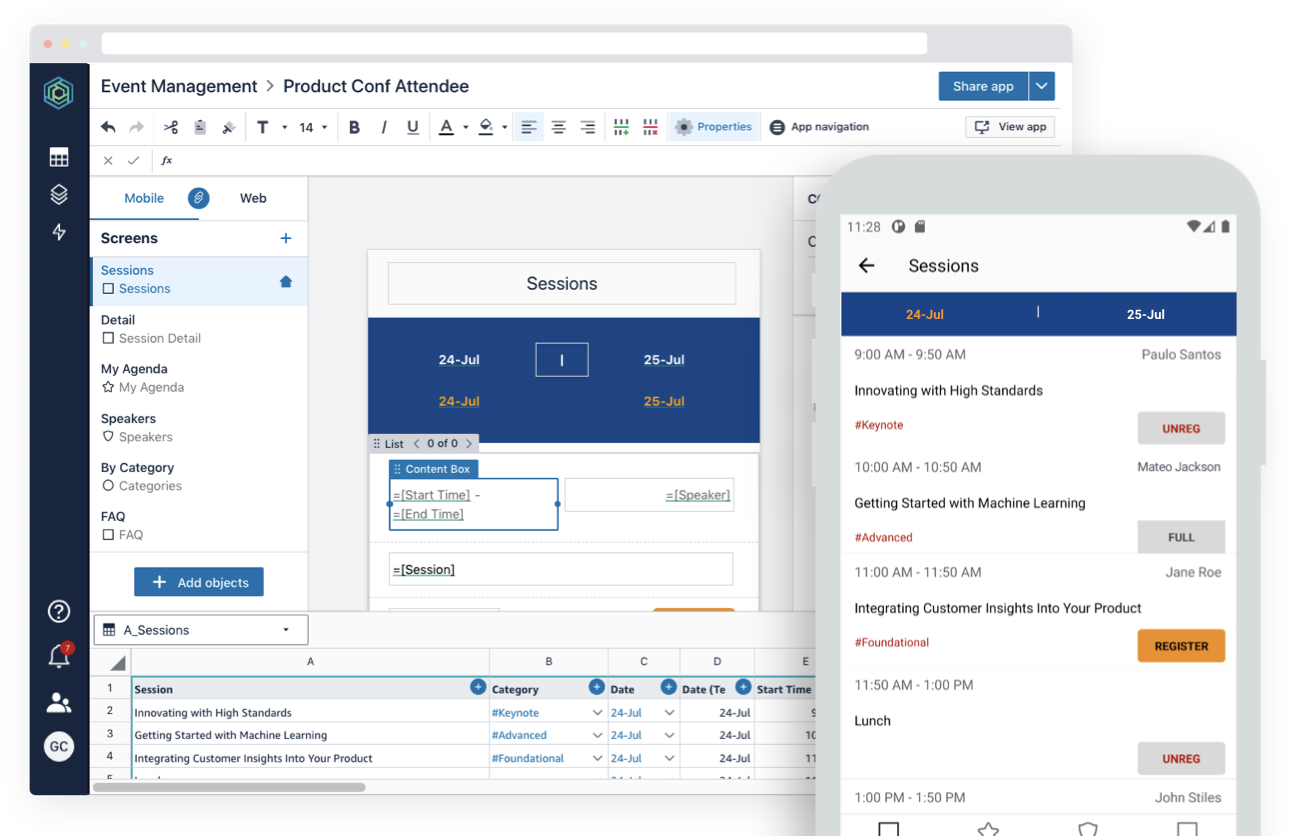 Event Management > Product Conf Attendee
Share app
T 14 B I U A Properties App navigation View app
fx
Mobile Web
Screens +
Sessions
Sessions
Detail
Session Detail
My Agenda
My Agenda
Speakers
Speakers
By Category
Categories
FAQ
FAQ
+ Add objects
7
GC
Sessions
24-Jul | 25-Jul
24-Jul 25-Jul
List < 0 of 0 >
Content Box
=[Start Time] -
=[End Time]
=[Speaker]
=[Session]
A_Sessions
A B C D E
1 Session Category Date Date (Te Start Time
2 Innovating with High Standards #Keynote 24-Jul 24-Jul 9
3 Getting Started with Machine Learning #Advanced 24-Jul 24-Jul 10
4 Integrating Customer Insights Into Your Product #Foundational 24-Jul 24-Jul 11
11:28
Sessions
24-Jul | 25-Jul
9:00 AM - 9:50 AM Paulo Santos
Innovating with High Standards
#Keynote UNREG
10:00 AM - 10:50 AM Mateo Jackson
Getting Started with Machine Learning
#Advanced FULL
11:00 AM - 11:50 AM Jane Roe
Integrating Customer Insights Into Your Product
#Foundational REGISTER
11:50 AM - 1:00 PM
Lunch
UNREG
1:00 PM - 1:50 PM John Stiles